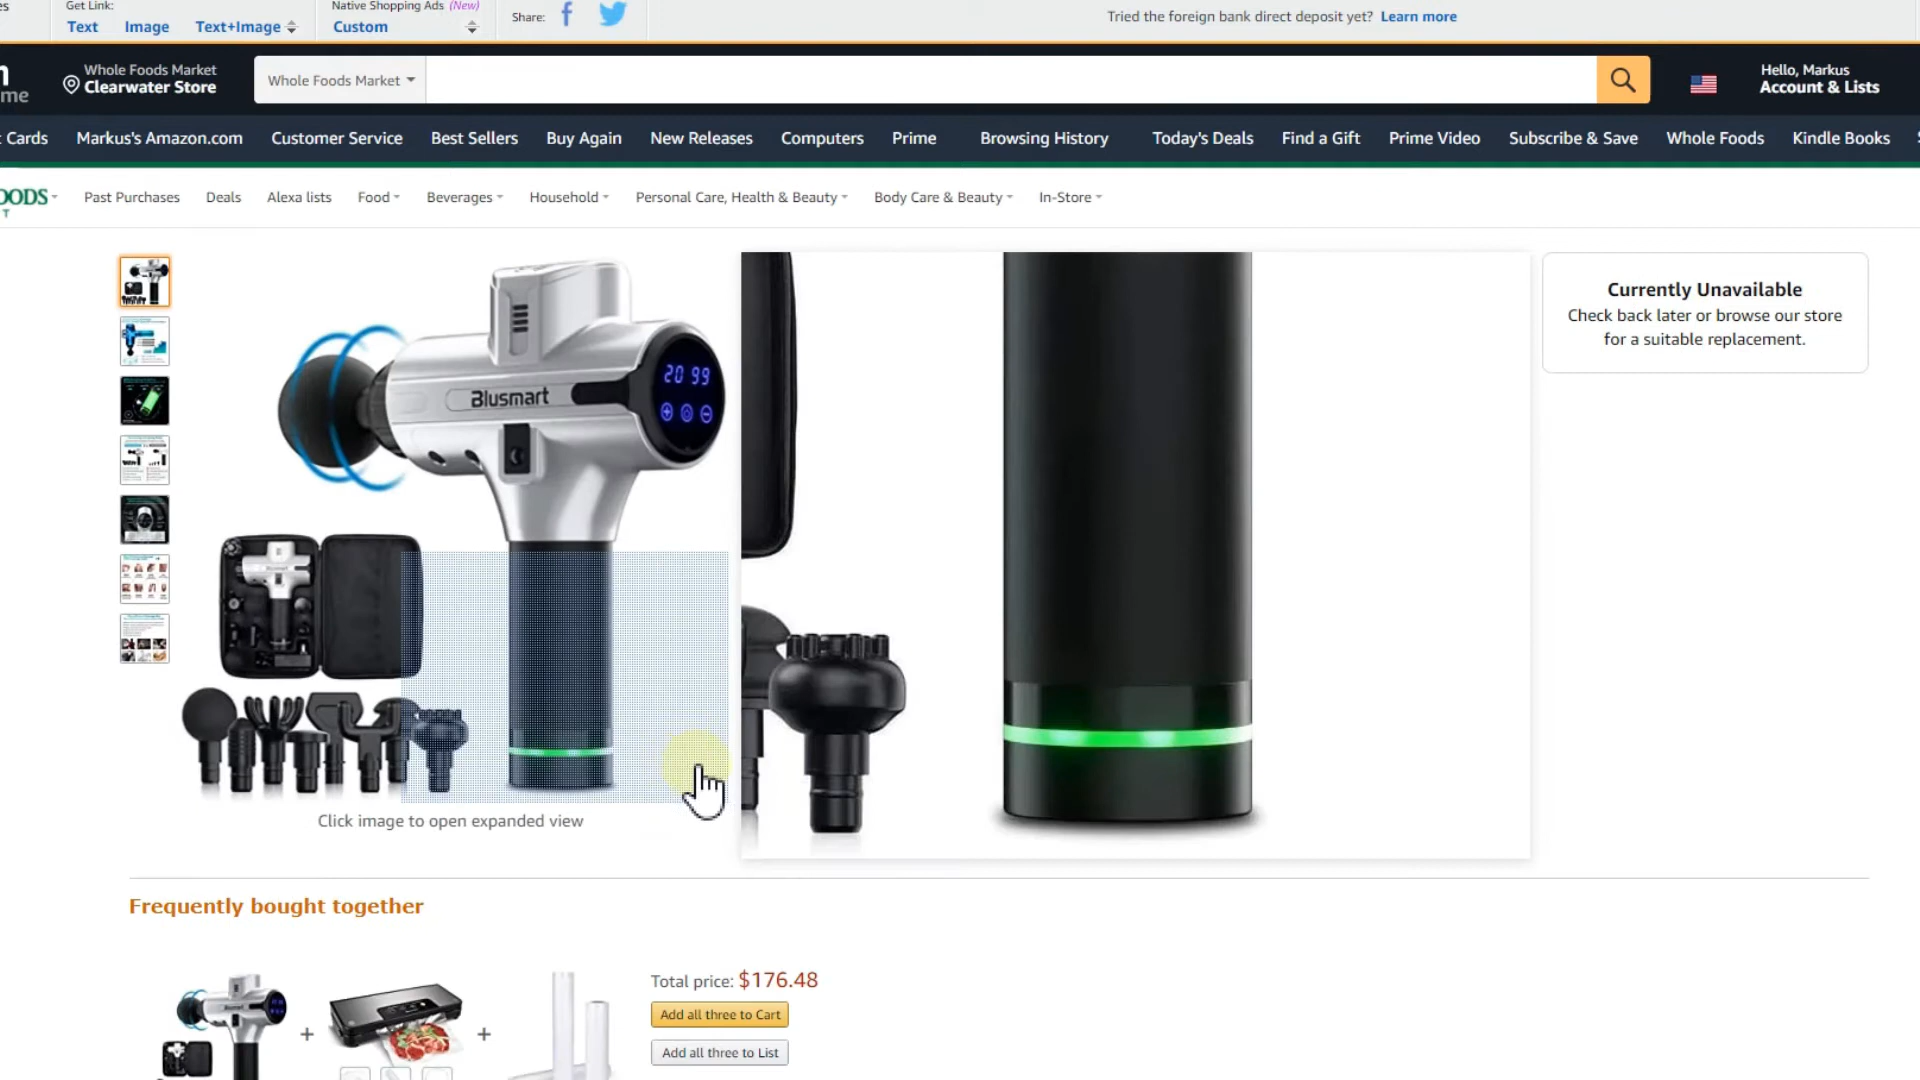 Get Link:
Native Shopping Ads (New)
Text
Image
Text+Image
Custom
Share:
Tried the foreign bank direct deposit yet? Learn more
me
Whole Foods Market
Clearwater Store
Whole Foods Market
Hello, Markus
Account & Lists
Cards
Markus's Amazon.com
Customer Service
Best Sellers
Buy Again
New Releases
Computers
Prime
Browsing History
Today's Deals
Find a Gift
Prime Video
Subscribe & Save
Whole Foods
Kindle Books
OODS
T
Past Purchases
Deals
Alexa lists
Food
Beverages
Household
Personal Care, Health & Beauty
Body Care & Beauty
In-Store
Blusmart
20 99
Currently Unavailable
Check back later or browse our store
for a suitable replacement.
Click image to open expanded view
Frequently bought together
Total price: $176.48
Add all three to Cart
Add all three to List